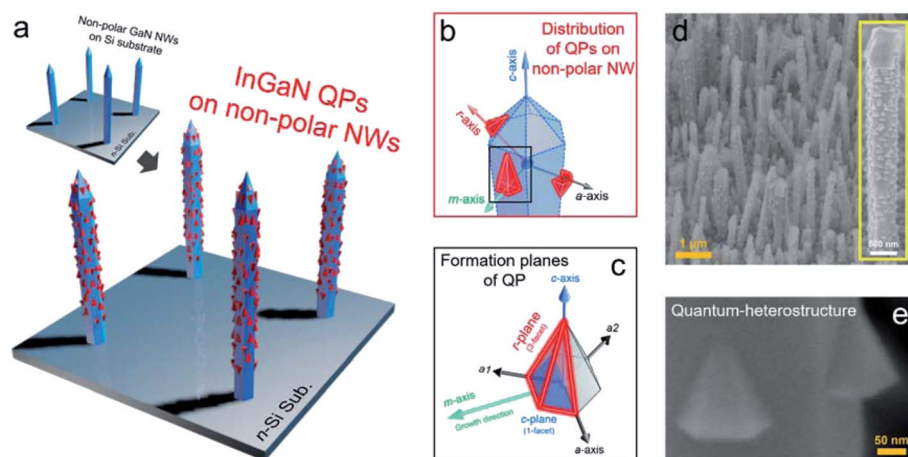 a
Non-polar GaN NWs
on Si substrate
n-Si Sub.
InGaN QPs
on non-polar NWs
n-Si Sub.
b
Distribution
of QPs on
non-polar NW
c-axis
r-axis
m-axis
a-axis
Formation planes
of QP
c
c-axis
r-plane
(3-facet)
a2
a1
m-axis
Growth direction
c-plane
(1-facet)
a-axis
d
1 μm
500 nm
Quantum-heterostructure
e
50 nm